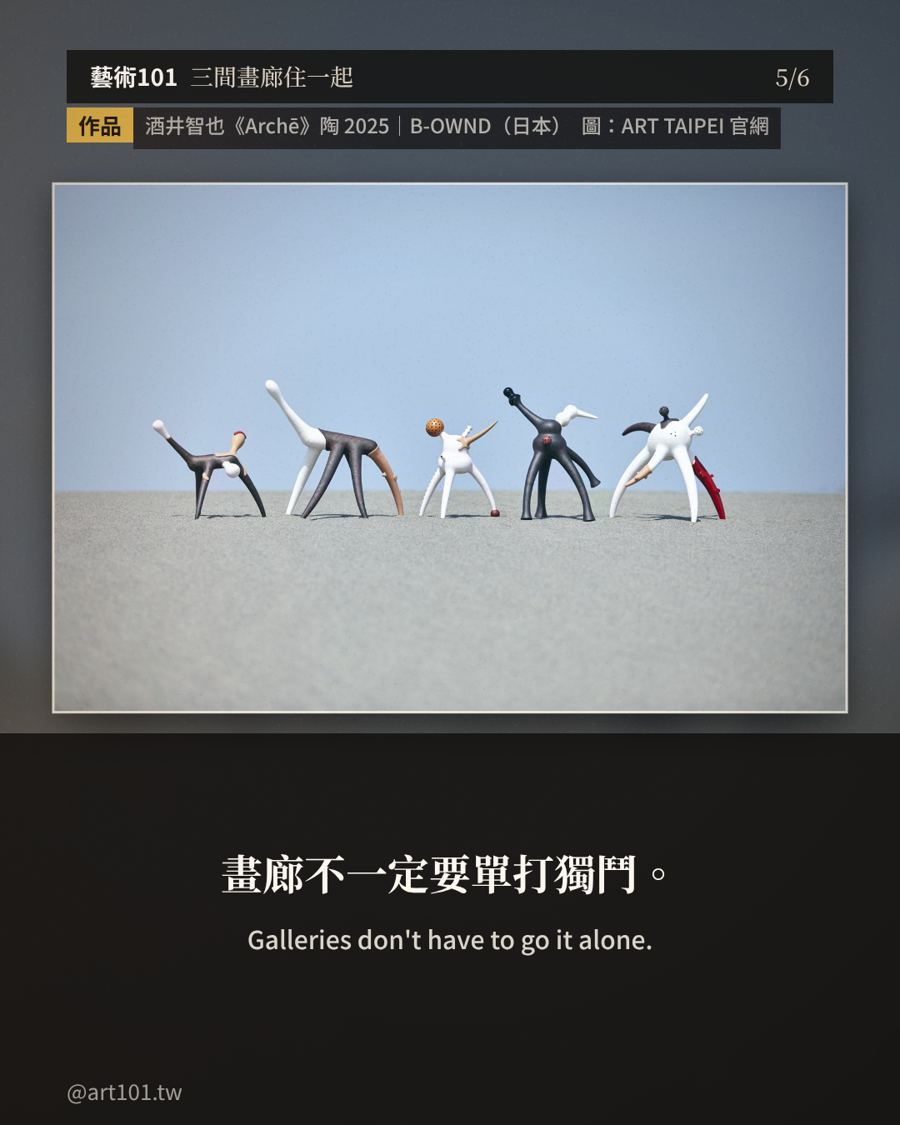 藝術101 三間畫廊住一起 5/6
作品 酒井智也《Archē》陶 2025｜B-OWND（日本） 圖：ART TAIPEI 官網
畫廊不一定要單打獨鬥。
Galleries don't have to go it alone.
@art101.tw